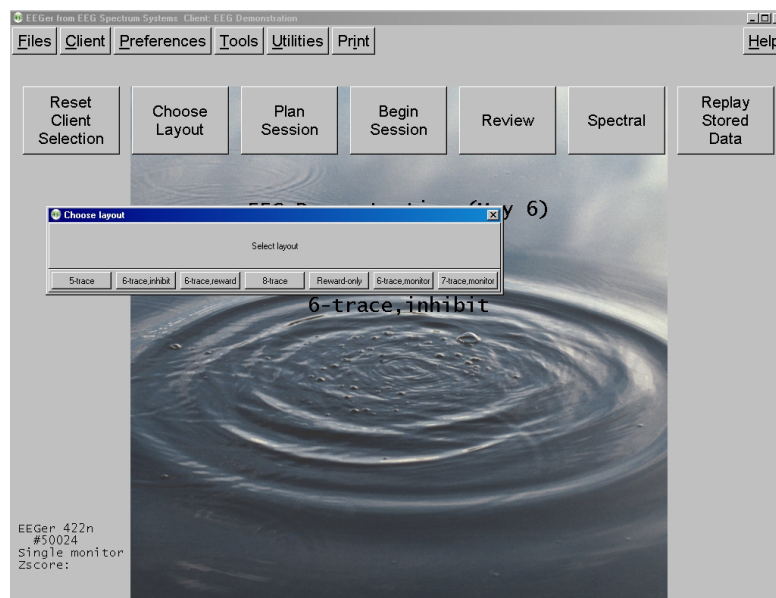 EEGer from EEG Spectrum Systems Client: EEG Demonstration
Files Client Preferences Tools Utilities Print Help
Reset Client Selection
Choose Layout
Plan Session
Begin Session
Review
Spectral
Replay Stored Data
6)
Choose layout
Select layout
5-trace 6-trace,inhibit 6-trace,reward 8-trace Reward-only 6-trace,monitor 7-trace,monitor
6-trace,inhibit
EEGer 422n
#50024
Single monitor
Zscore: